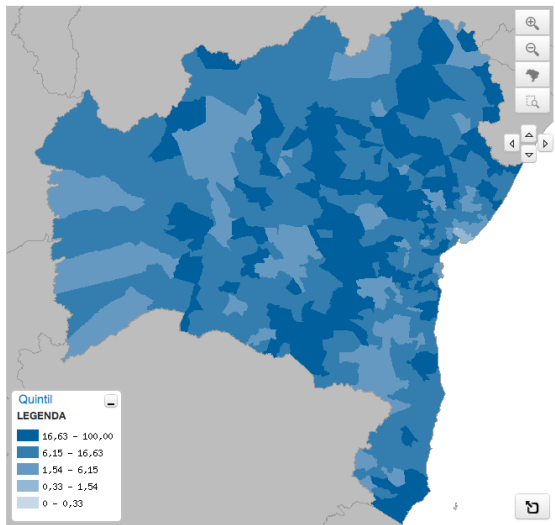 Quintil
LEGENDA
16,63 - 100,00
6,15 - 16,63
1,54 - 6,15
0,33 - 1,54
0 - 0,33